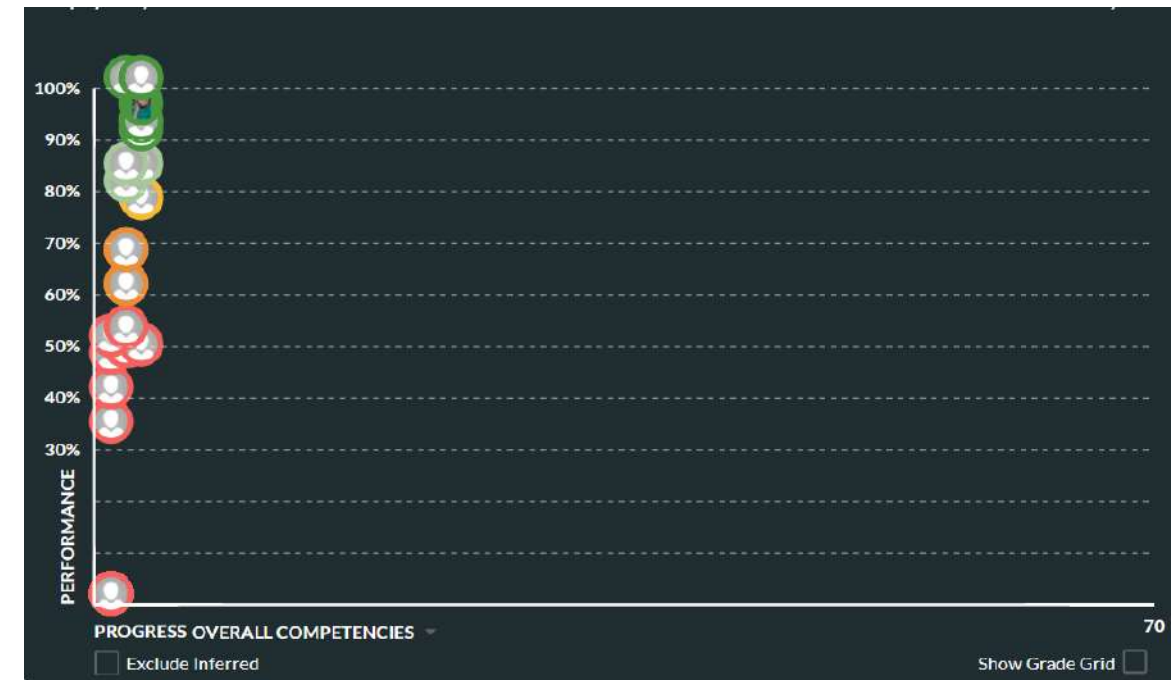 100%
90%
80%
70%
60%
50%
40%
30%
PERFORMANCE
70
PROGRESS OVERALL COMPETENCIES
Exclude Inferred
Show Grade Grid